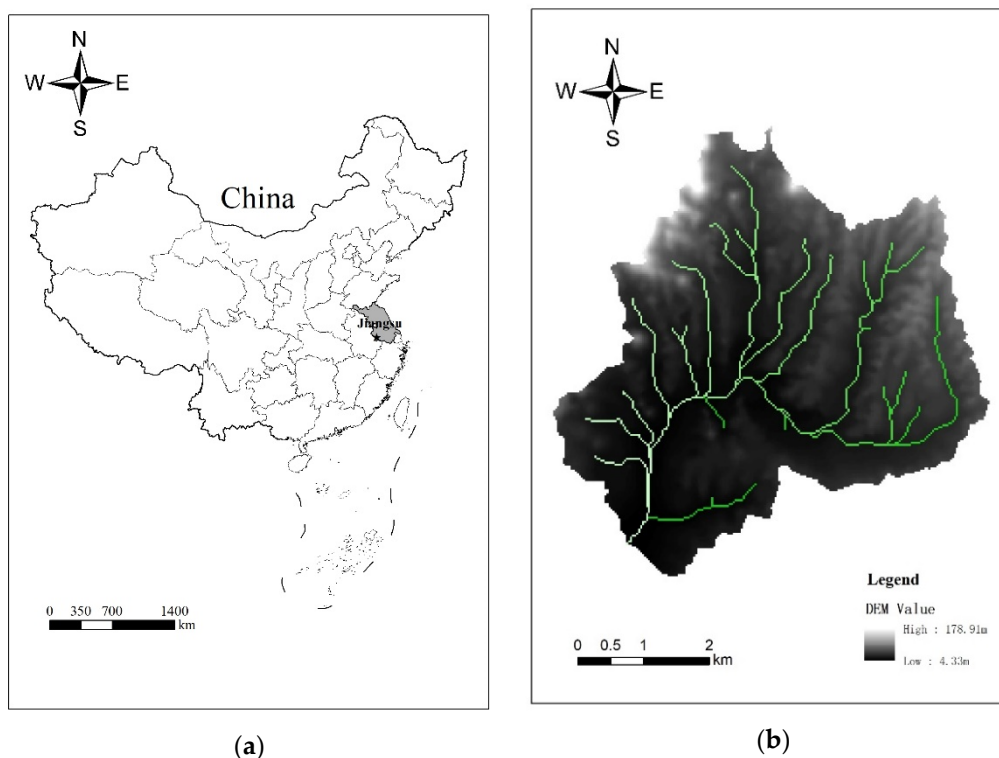 N
W E
S
China
Jiangsu
0 350 700 1400
km
(a)
N
W E
S
Legend
DEM Value
High : 178.91m
Low : 4.33m
0 0.5 1 2
km
(b)